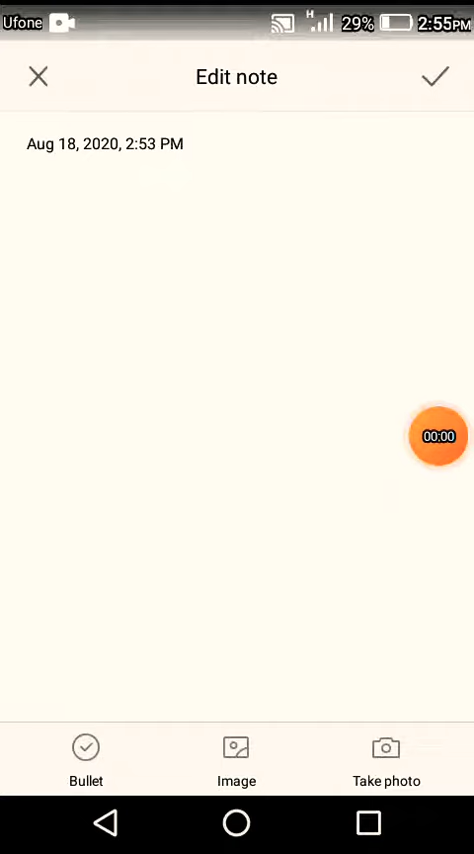 Ufone H 29% 2:55PM
Edit note
Aug 18, 2020, 2:53 PM
00:00
Bullet Image Take photo